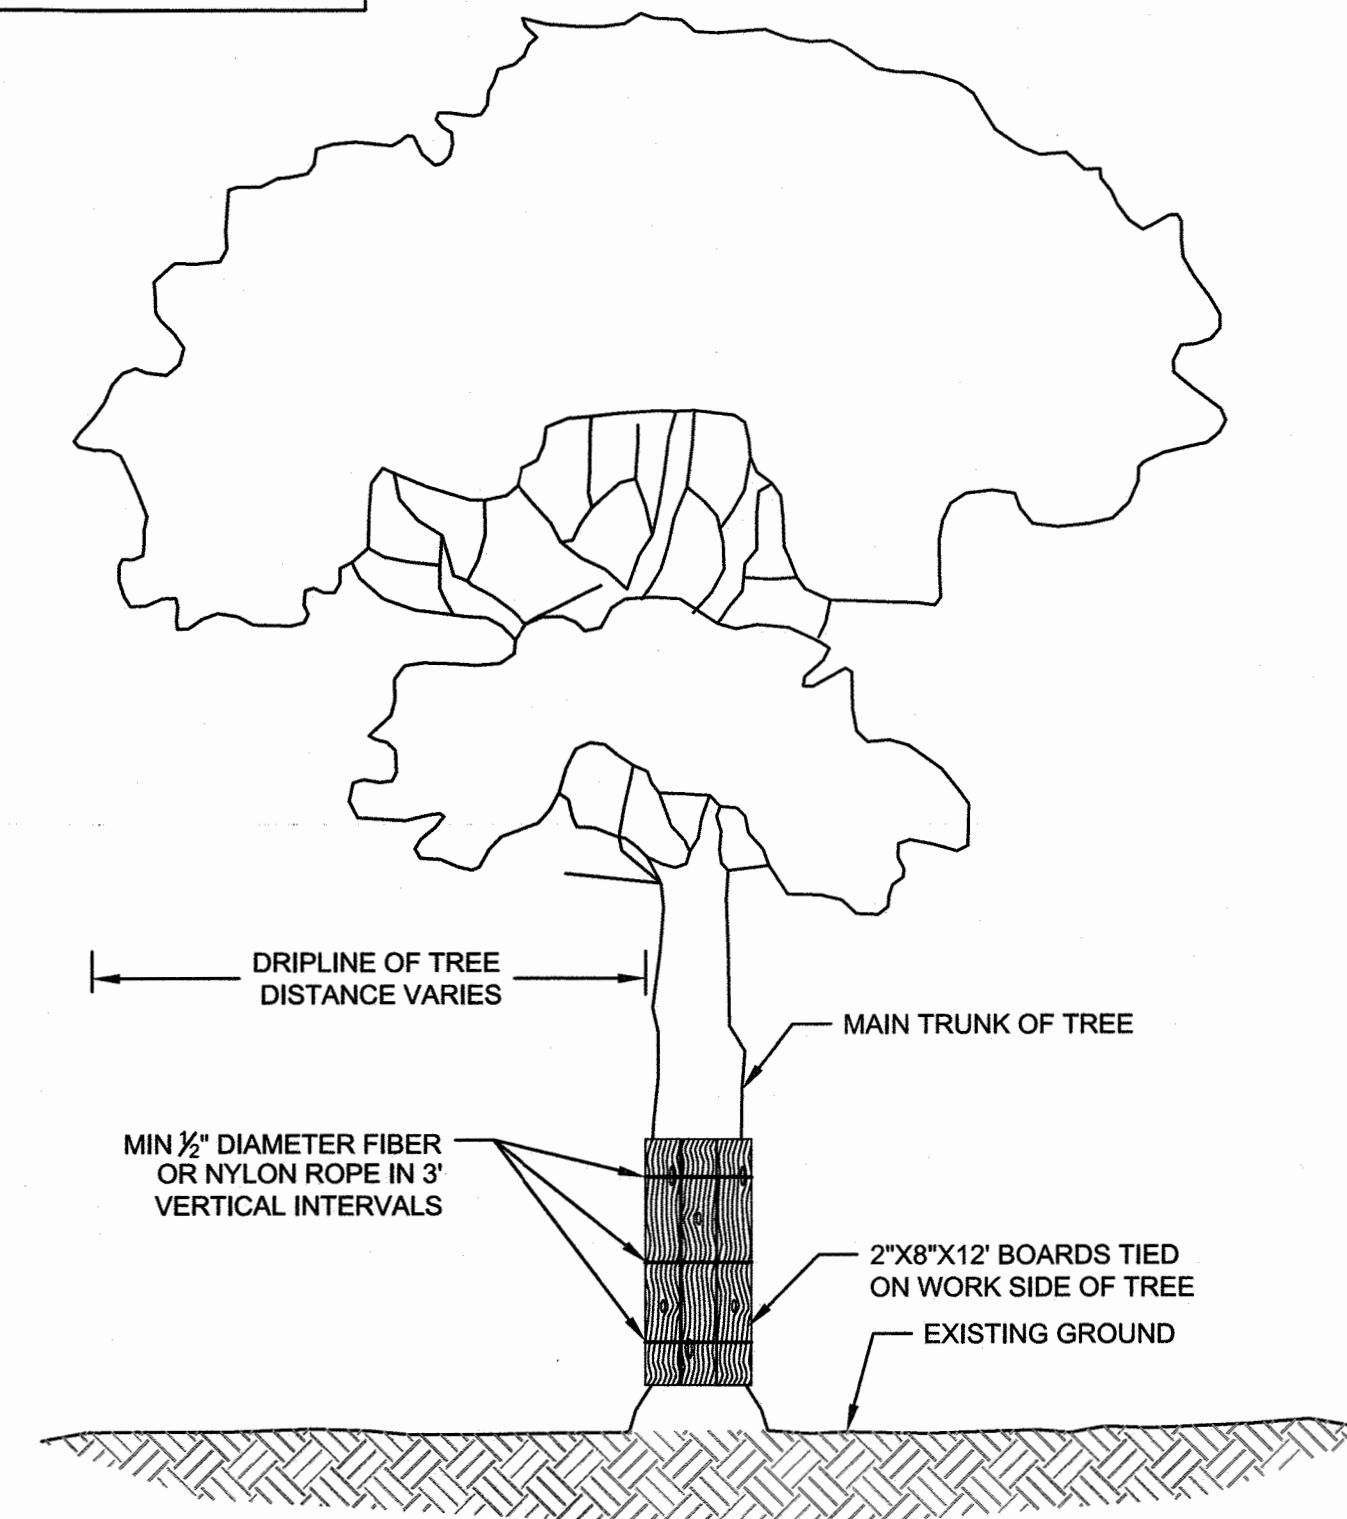 DRIPLINE OF TREE
DISTANCE VARIES
MAIN TRUNK OF TREE
MIN ½" DIAMETER FIBER
OR NYLON ROPE IN 3'
VERTICAL INTERVALS
2"X8"X12' BOARDS TIED
ON WORK SIDE OF TREE
EXISTING GROUND